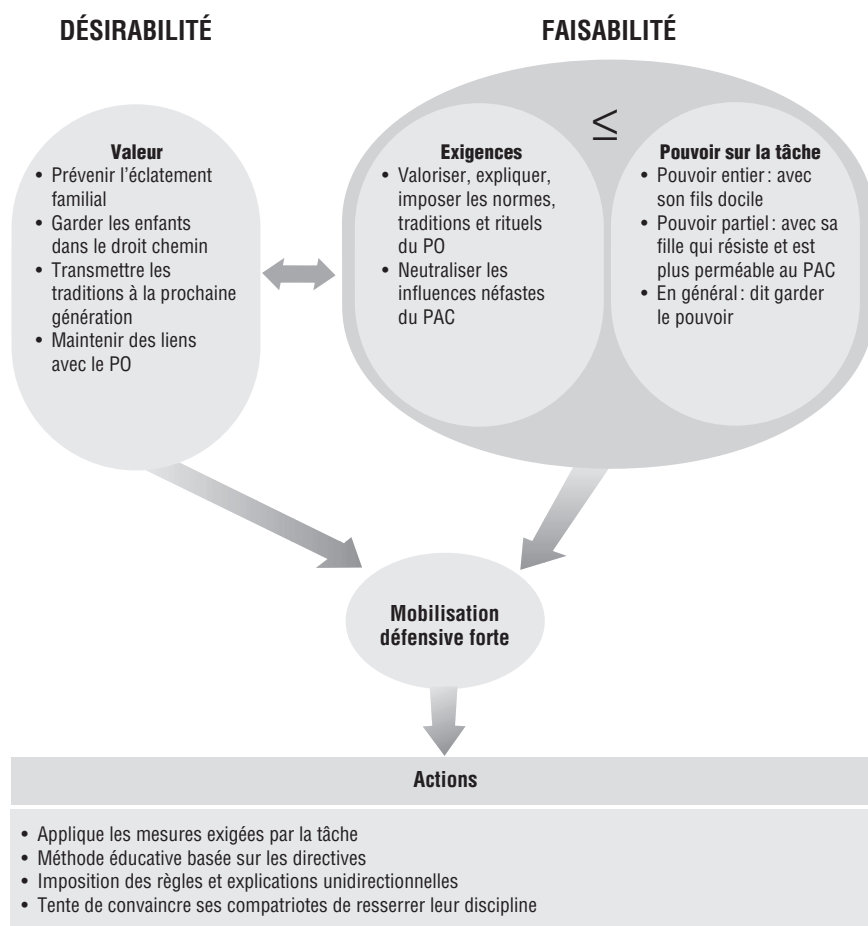 DÉSIRABILITÉ
FAISABILITÉ
Valeur
• Prévenir l'éclatement
familial
• Garder les enfants
dans le droit chemin
• Transmettre les
traditions à la prochaine
génération
• Maintenir des liens
avec le PO
≤
Exigences
• Valoriser, expliquer,
imposer les normes,
traditions et rituels
du PO
• Neutraliser les
influences néfastes
du PAC
Pouvoir sur la tâche
• Pouvoir entier : avec
son fils docile
• Pouvoir partiel : avec sa
fille qui résiste et est
plus perméable au PAC
• En général : dit garder
le pouvoir
Mobilisation
défensive forte
Actions
• Applique les mesures exigées par la tâche
• Méthode éducative basée sur les directives
• Imposition des règles et explications unidirectionnelles
• Tente de convaincre ses compatriotes de resserrer leur discipline